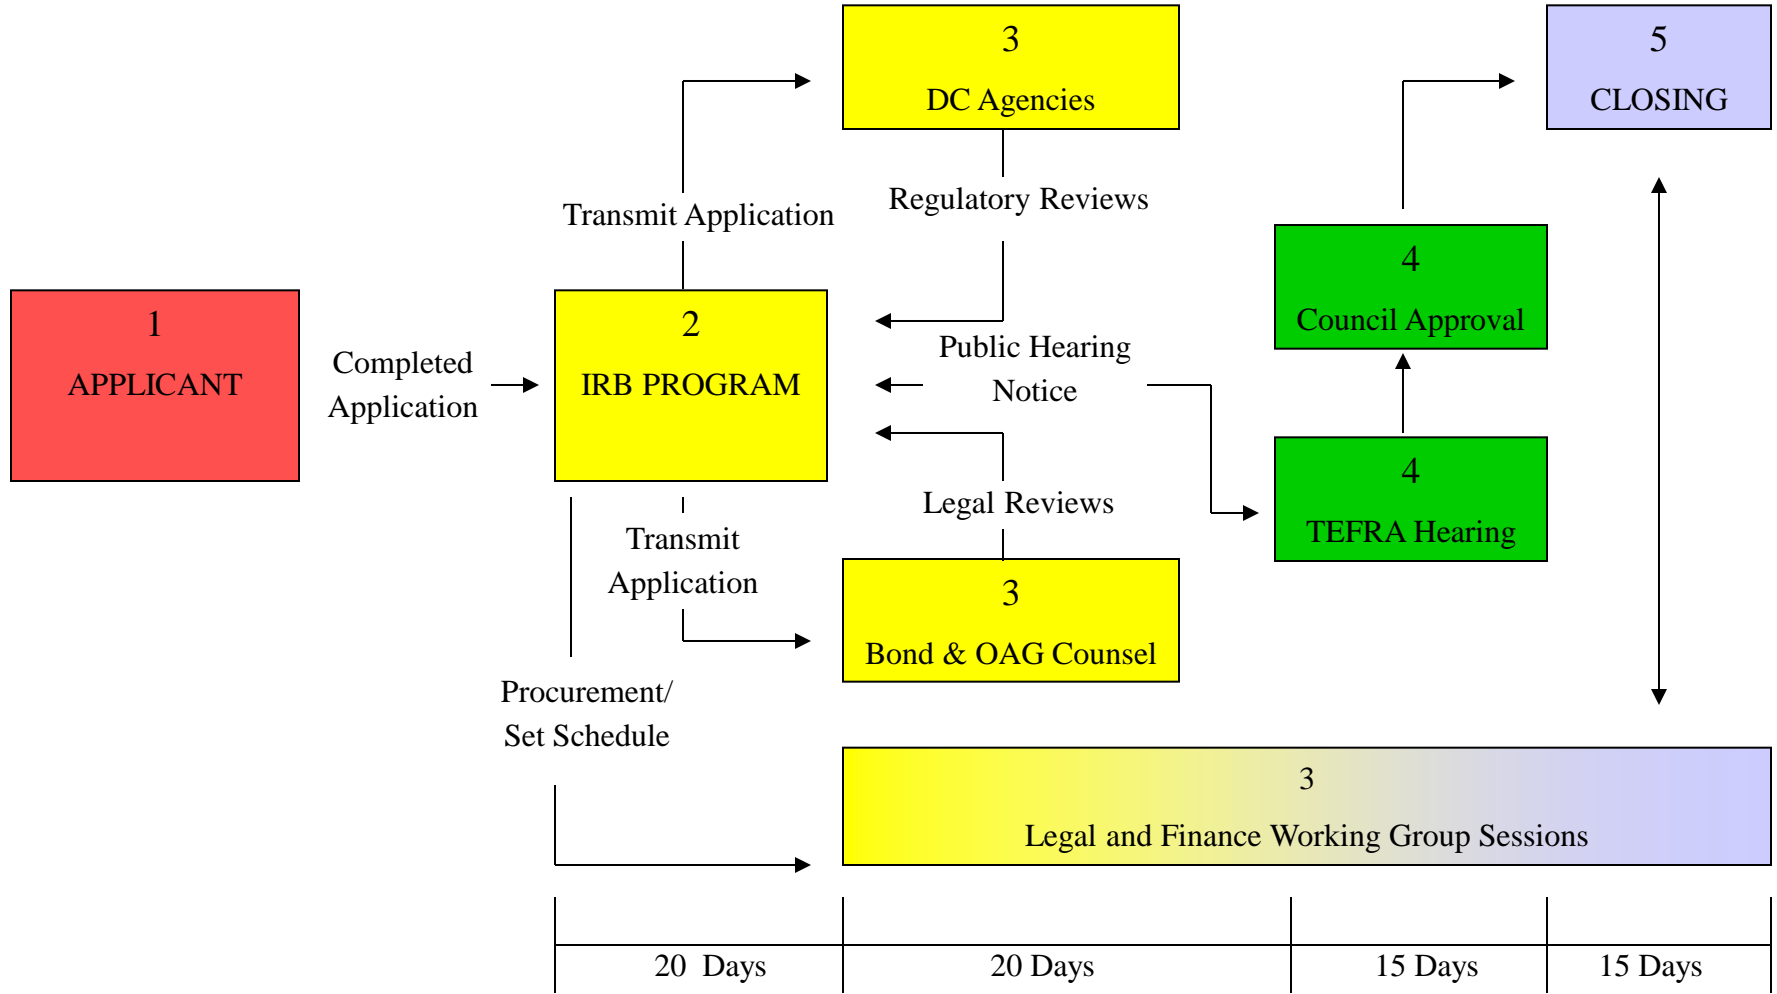 3
DC Agencies
5
CLOSING
Transmit Application
Regulatory Reviews
4
Council Approval
1
APPLICANT
Completed
Application
2
IRB PROGRAM
Public Hearing
Notice
4
TEFRA Hearing
Legal Reviews
Transmit
Application
3
Bond & OAG Counsel
Procurement/
Set Schedule
3
Legal and Finance Working Group Sessions
20 Days
20 Days
15 Days
15 Days